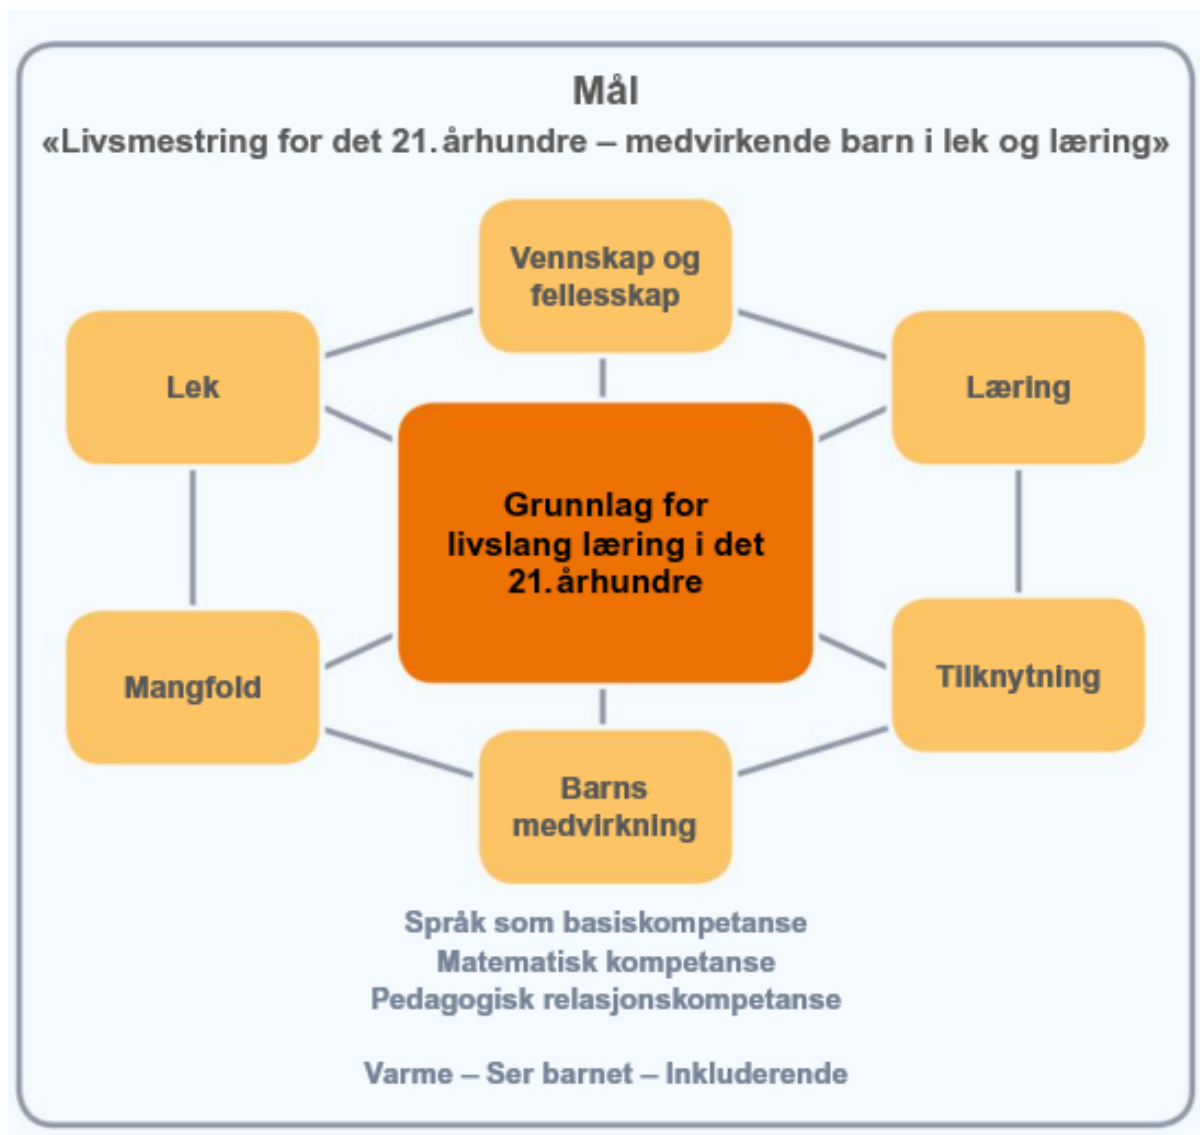 Mål
«Livsmestring for det 21. århundre – medvirkende barn i lek og læring»
Vennskap og
fellesskap
Lek
Læring
Grunnlag for
livslang læring i det
21. århundre
Mangfold
Tilknytning
Barns
medvirkning
Språk som basiskompetanse
Matematisk kompetanse
Pedagogisk relasjonskompetanse
Varme – Ser barnet – Inkluderende